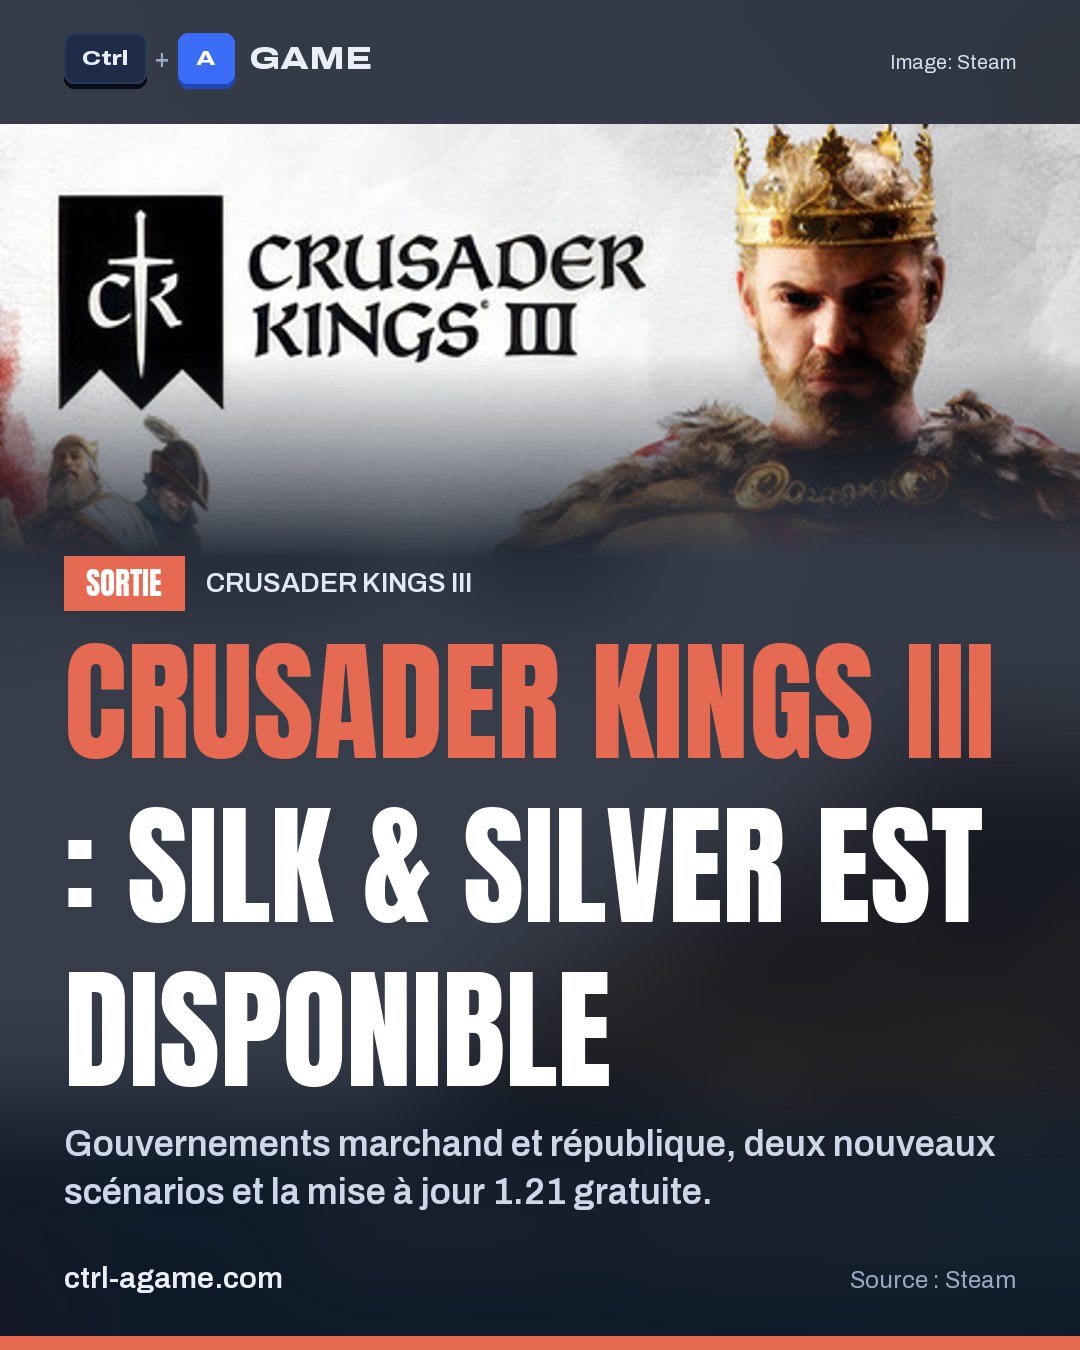 Ctrl + A GAME
Image: Steam
CK
CRUSADER
KINGS III
SORTIE CRUSADER KINGS III
CRUSADER KINGS III
: SILK & SILVER EST
DISPONIBLE
Gouvernements marchand et république, deux nouveaux
scénarios et la mise à jour 1.21 gratuite.
ctrl-agame.com
Source : Steam